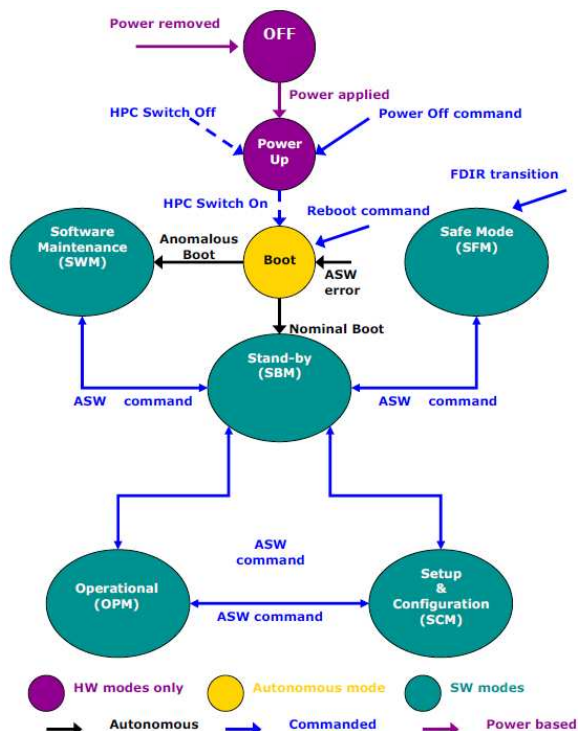 OFF
Power removed
Power applied
HPC Switch Off
Power Off command
Power
Up
FDIR transition
HPC Switch On
Reboot command
Software
Maintenance
(SWM)
Anomalous
Boot
Boot
ASW
error
Safe Mode
(SFM)
Nominal Boot
Stand-by
(SBM)
ASW command
ASW command
ASW
command
Operational
(OPM)
ASW command
Setup
&
Configuration
(SCM)
HW modes only
Autonomous mode
SW modes
Autonomous
Commanded
Power based